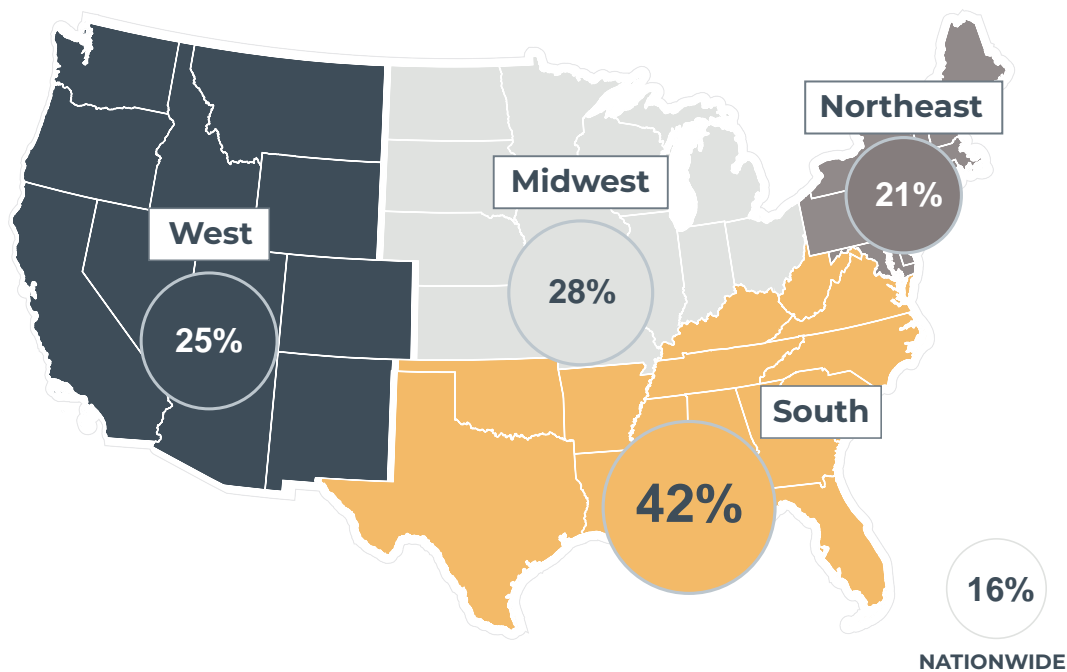 Northeast
21%
Midwest
28%
West
25%
South
42%
16%
NATIONWIDE